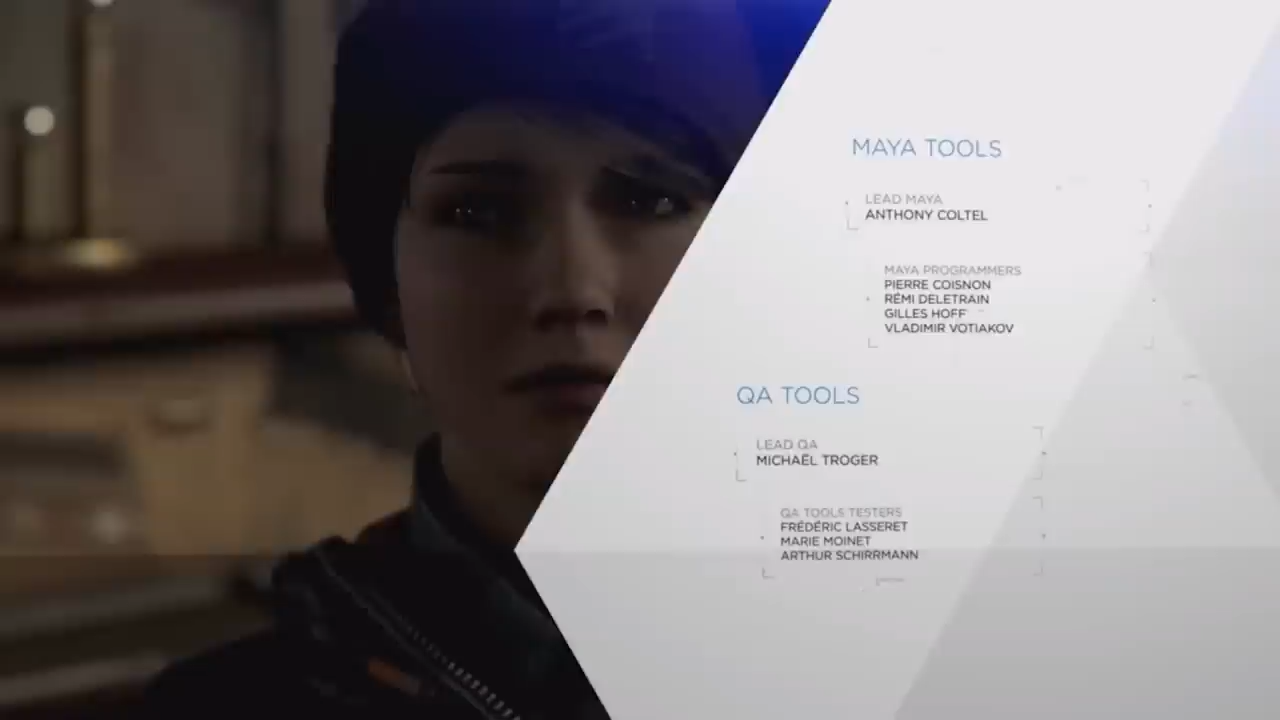 MAYA TOOLS
LEAD MAYA
ANTHONY COLTEL
MAYA PROGRAMMERS
PIERRE COISNON
RÉMI DELETRAIN
GILLES HOFF
VLADIMIR VOTIAKOV
QA TOOLS
LEAD QA
MICHAËL TROGER
QA TOOLS TESTERS
FRÉDÉRIC LASSERET
MARIE MOINET
ARTHUR SCHIRRMANN